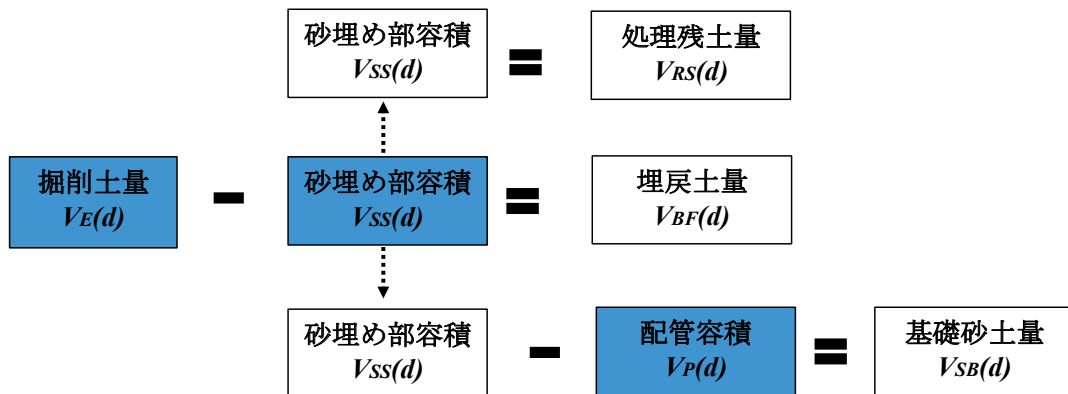 砂埋め部容積
VSS(d)
=
処理残土量
VRS(d)
掘削土量
VE(d)
-
砂埋め部容積
VSS(d)
=
埋戻土量
VBF(d)
砂埋め部容積
VSS(d)
-
配管容積
VP(d)
=
基礎砂土量
VSB(d)